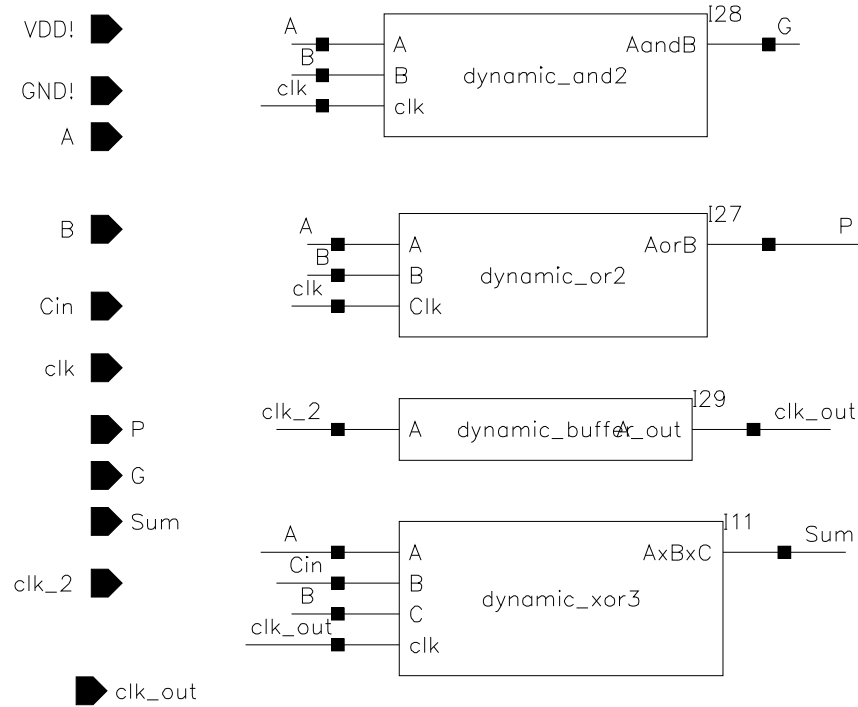 VDD!
GND!
A
B
Cin
clk
P
G
Sum
clk_2
clk_out
I28
A
A
AandB
G
B
B
dynamic_and2
clk
clk
I27
A
A
AorB
P
B
B
dynamic_or2
clk
Clk
I29
clk_2
A
dynamic_buffer
A_out
clk_out
I11
A
A
AxBxC
Sum
Cin
B
dynamic_xor3
B
C
clk_out
clk